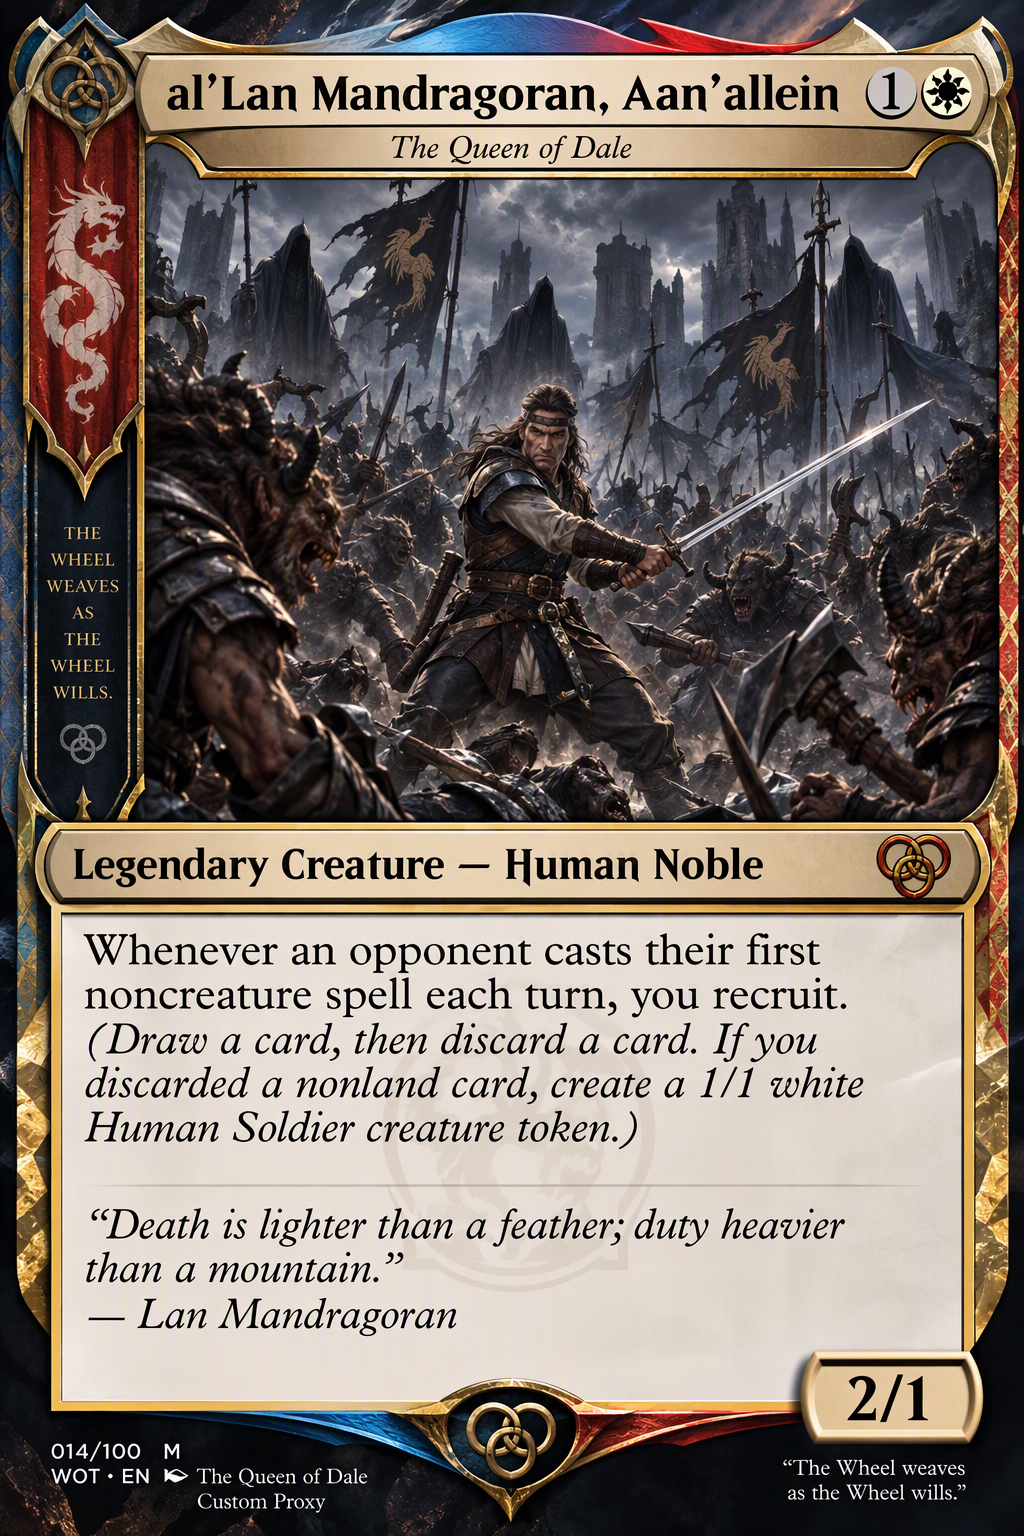 al’Lan Mandragoran, Aan’allein 1
The Queen of Dale
THE
WHEEL
WEAVES
AS
THE
WHEEL
WILLS.
Legendary Creature — Human Noble
Whenever an opponent casts their first
noncreature spell each turn, you recruit.
(Draw a card, then discard a card. If you
discarded a nonland card, create a 1/1 white
Human Soldier creature token.)
“Death is lighter than a feather; duty heavier
than a mountain.”
— Lan Mandragoran
2/1
014/100 M
WOT • EN The Queen of Dale
Custom Proxy
“The Wheel weaves
as the Wheel wills.”